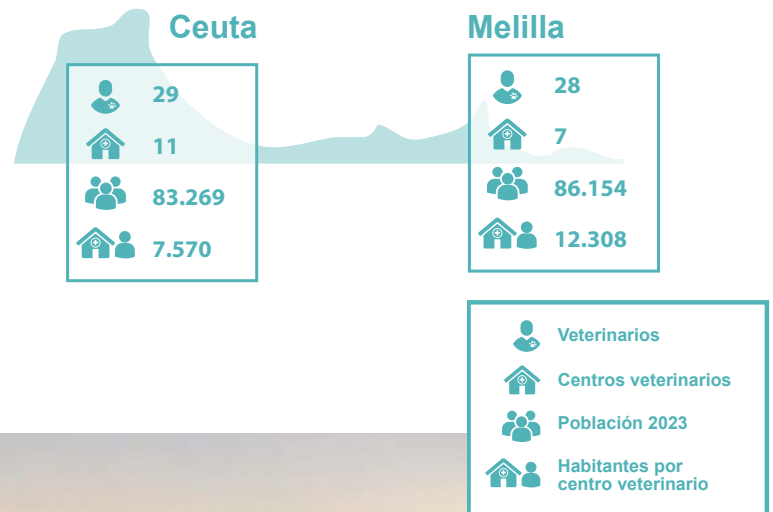 Ceuta
29
11
83.269
7.570
Melilla
28
7
86.154
12.308
Veterinarios
Centros veterinarios
Población 2023
Habitantes por
centro veterinario